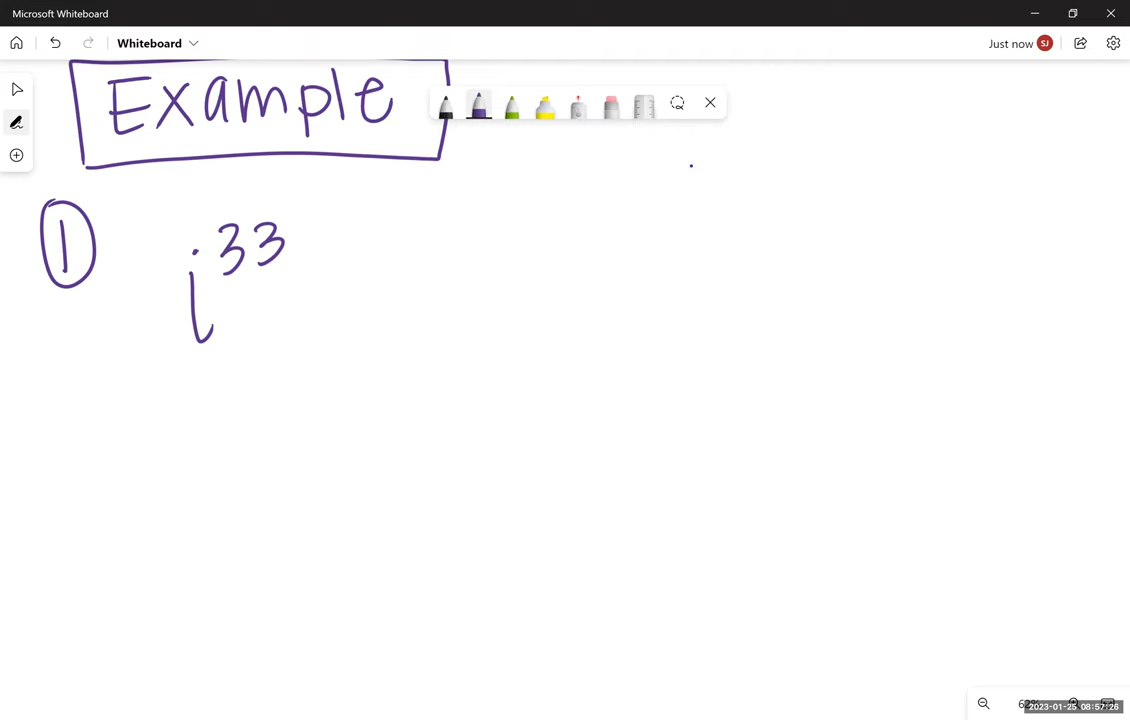 Microsoft Whiteboard
Whiteboard
Just now SJ
Example
① i³³
2023-01-25 08:57:26